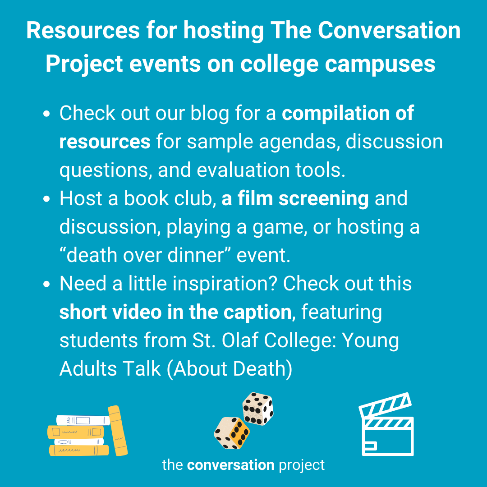 Resources for hosting The Conversation
Project events on college campuses
• Check out our blog for a compilation of
resources for sample agendas, discussion
questions, and evaluation tools.
• Host a book club, a film screening and
discussion, playing a game, or hosting a
“death over dinner” event.
• Need a little inspiration? Check out this
short video in the caption, featuring
students from St. Olaf College: Young
Adults Talk (About Death)
the conversation project